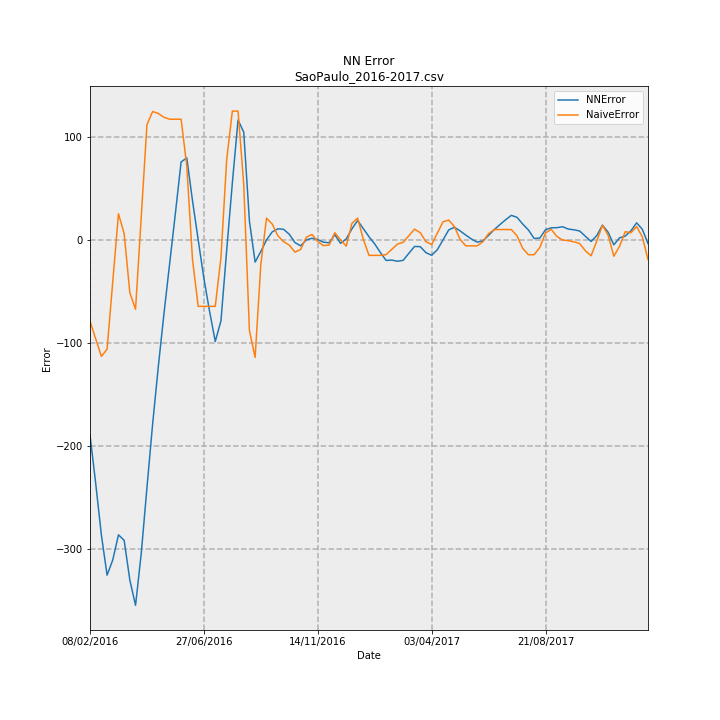 NN Error
SaoPaulo_2016-2017.csv
NNError
NaiveError
100
0
−100
−200
−300
Error
08/02/2016
27/06/2016
14/11/2016
03/04/2017
21/08/2017
Date